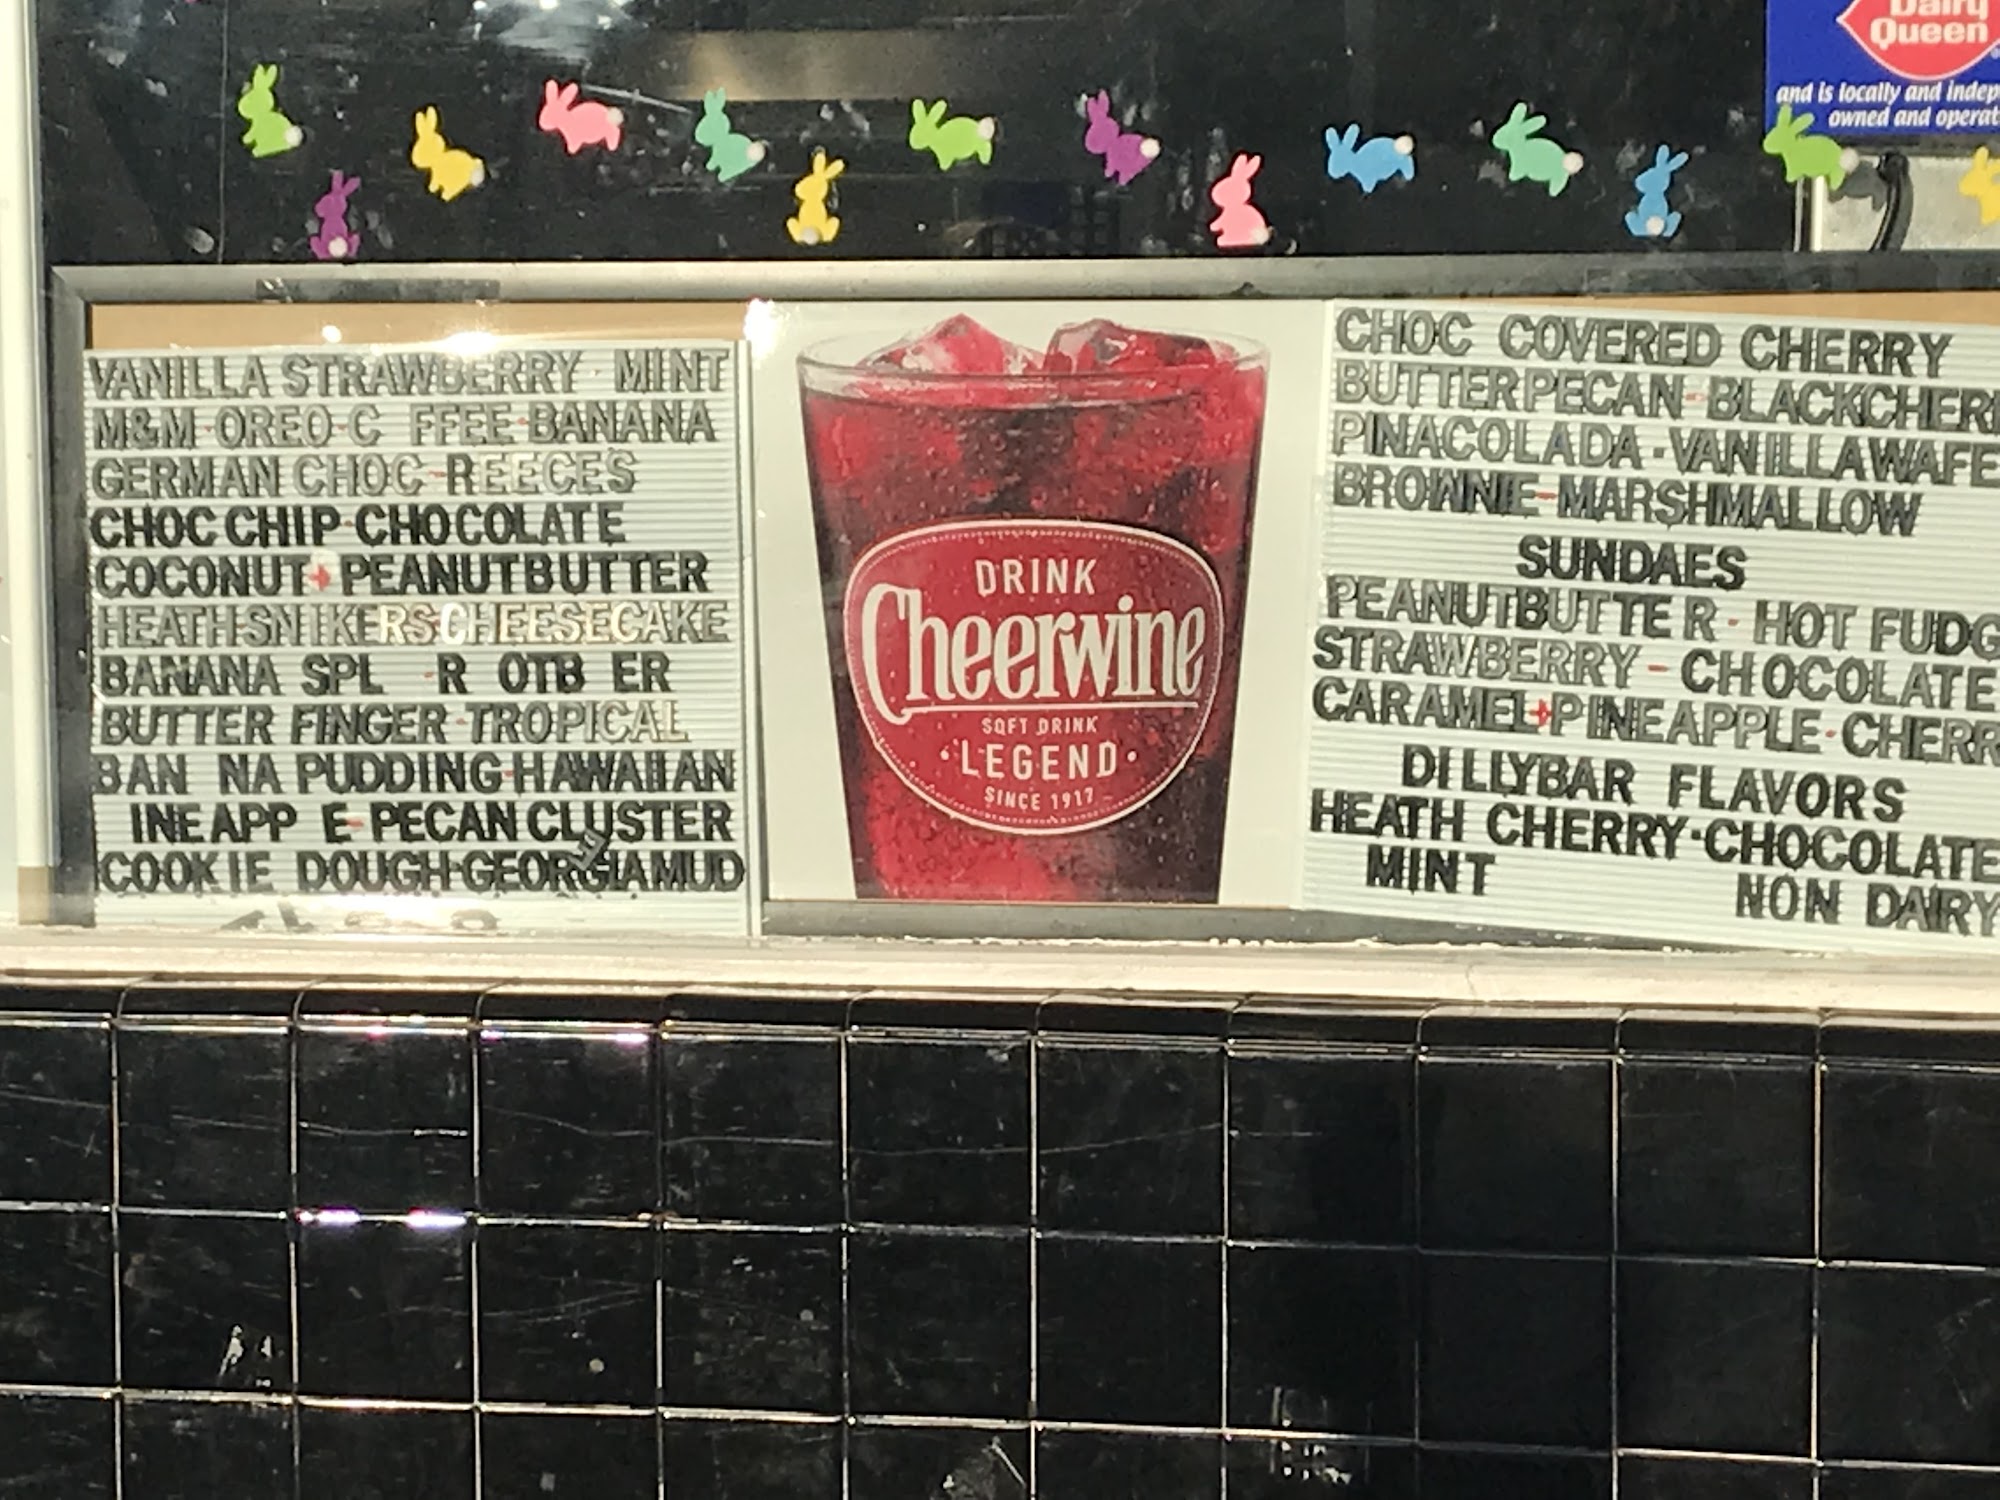 Dairy
Queen
and is locally and indep
owned and operat
VANILLA STRAWBERRY MINT
M&M-OREO-C FFEE-BANANA
GERMAN CHOC-REECES
CHOC CHIP-CHOCOLATE
COCONUT-PEANUTBUTTER
HEATH-SNIKERS-CHEESECAKE
BANANA SPL -R OTB ER
BUTTER FINGER-TROPICAL
BAN NA PUDDING-HAWAIIAN
INEAPP E-PECAN CLUSTER
COOKIE DOUGH-GEORGIAMUD
DRINK
Cheerwine
SOFT DRINK
·LEGEND·
SINCE 1917
CHOC COVERED CHERRY
BUTTERPECAN-BLACKCHERR
PINACOLADA-VANILLAWAFE
BROWNIE-MARSHMALLOW
SUNDAES
PEANUTBUTTER-HOT FUDG
STRAWBERRY-CHOCOLATE
CARAMEL-PINEAPPLE-CHERR
DILLYBAR FLAVORS
HEATH CHERRY-CHOCOLATE
MINT NON DAIRY